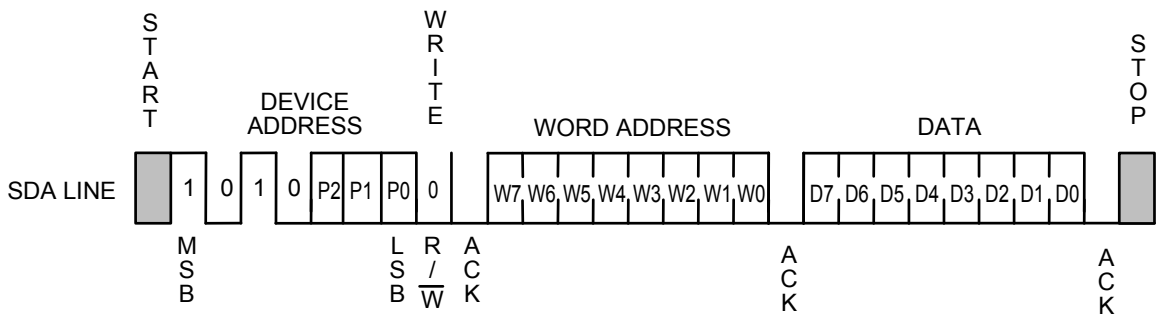 START
WRITE
STOP
DEVICE
ADDRESS
WORD ADDRESS
DATA
SDA LINE
1 0 1 0 P2 P1 P0 0 W7 W6 W5 W4 W3 W2 W1 W0 D7 D6 D5 D4 D3 D2 D1 D0
MSB
LSB
R/W
ACK
ACK
ACK